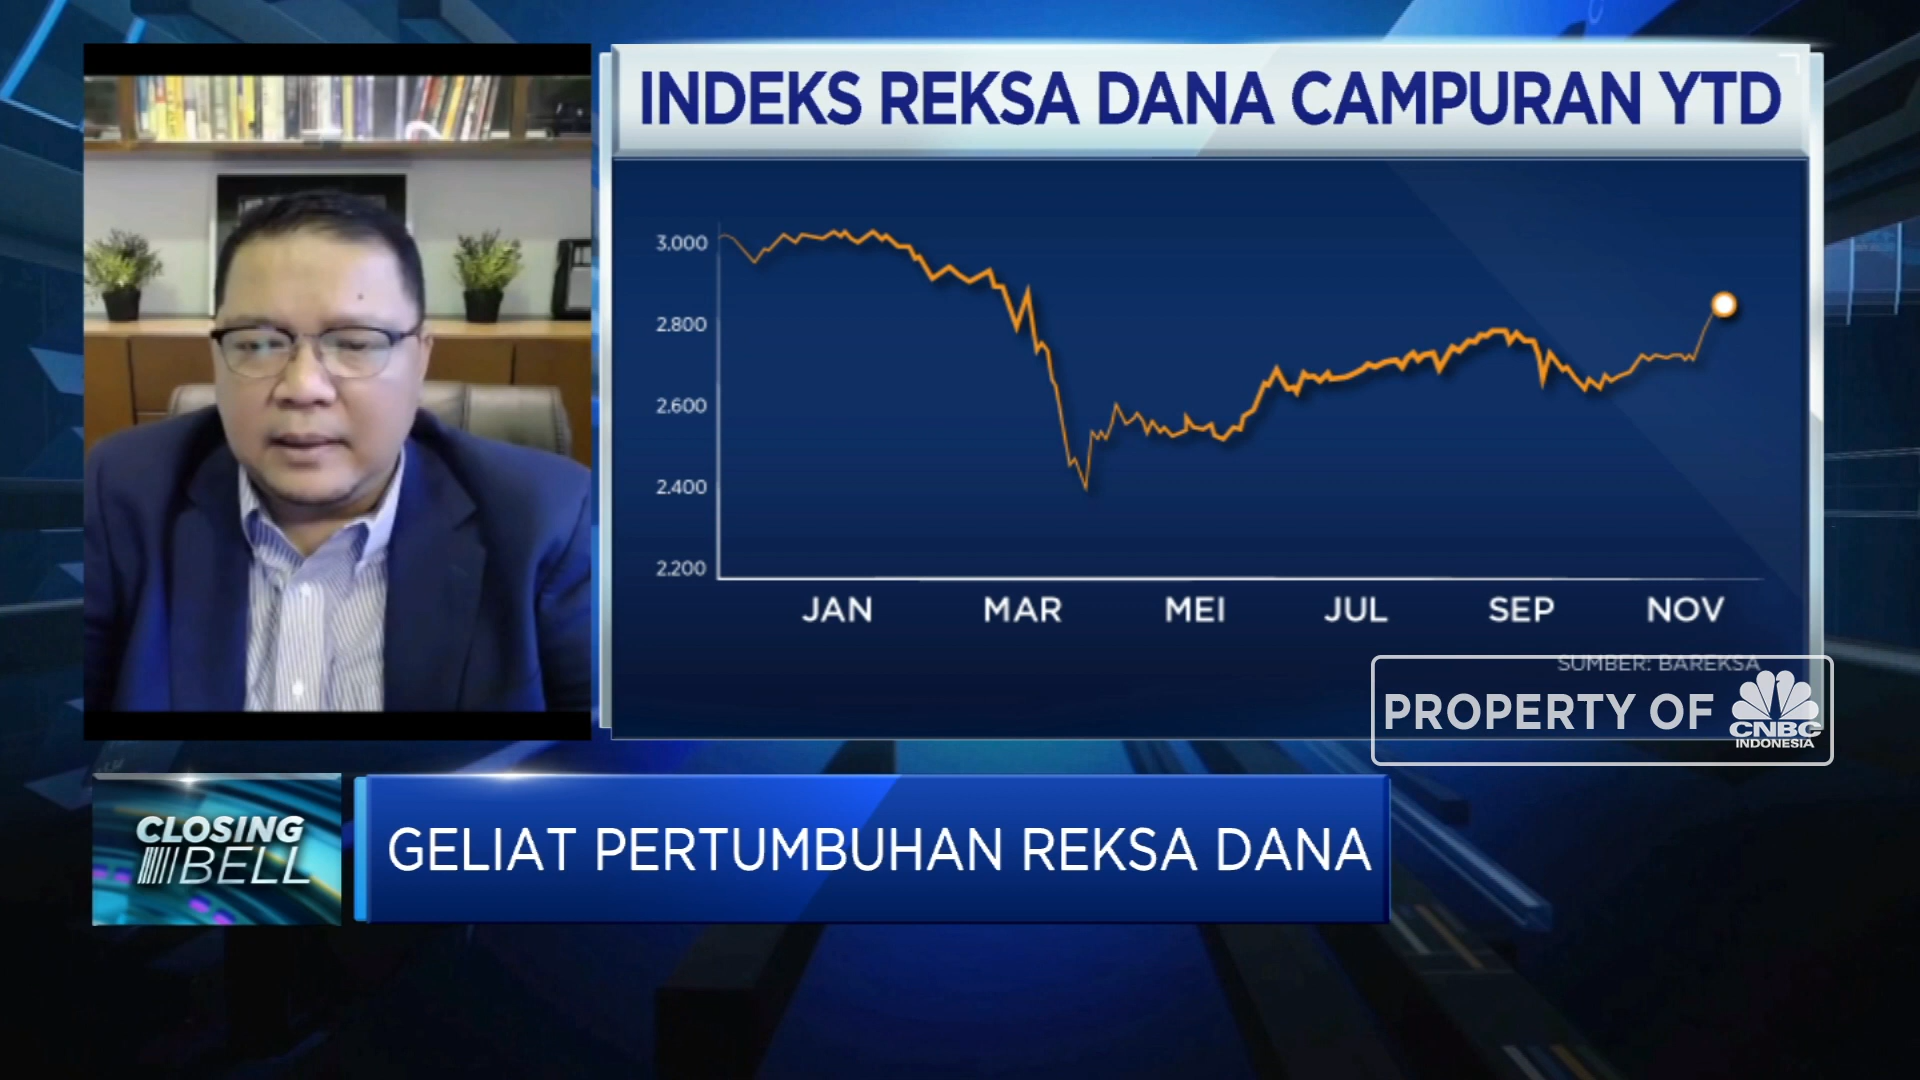 INDEKS REKSA DANA CAMPURAN YTD
3.000
2.800
2.600
2.400
2.200
JAN MAR MEI JUL SEP NOV
SUMBER: BAREKSA
PROPERTY OF CNBC INDONESIA
CLOSING
BELL
GELIAT PERTUMBUHAN REKSA DANA